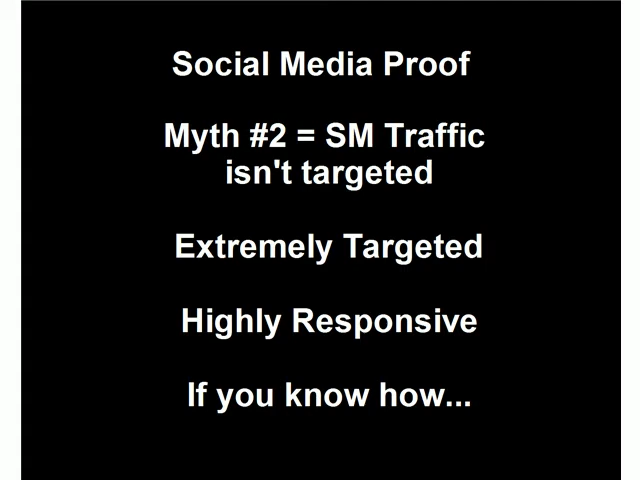 Social Media Proof
Myth #2 = SM Traffic
isn't targeted
Extremely Targeted
Highly Responsive
If you know how...